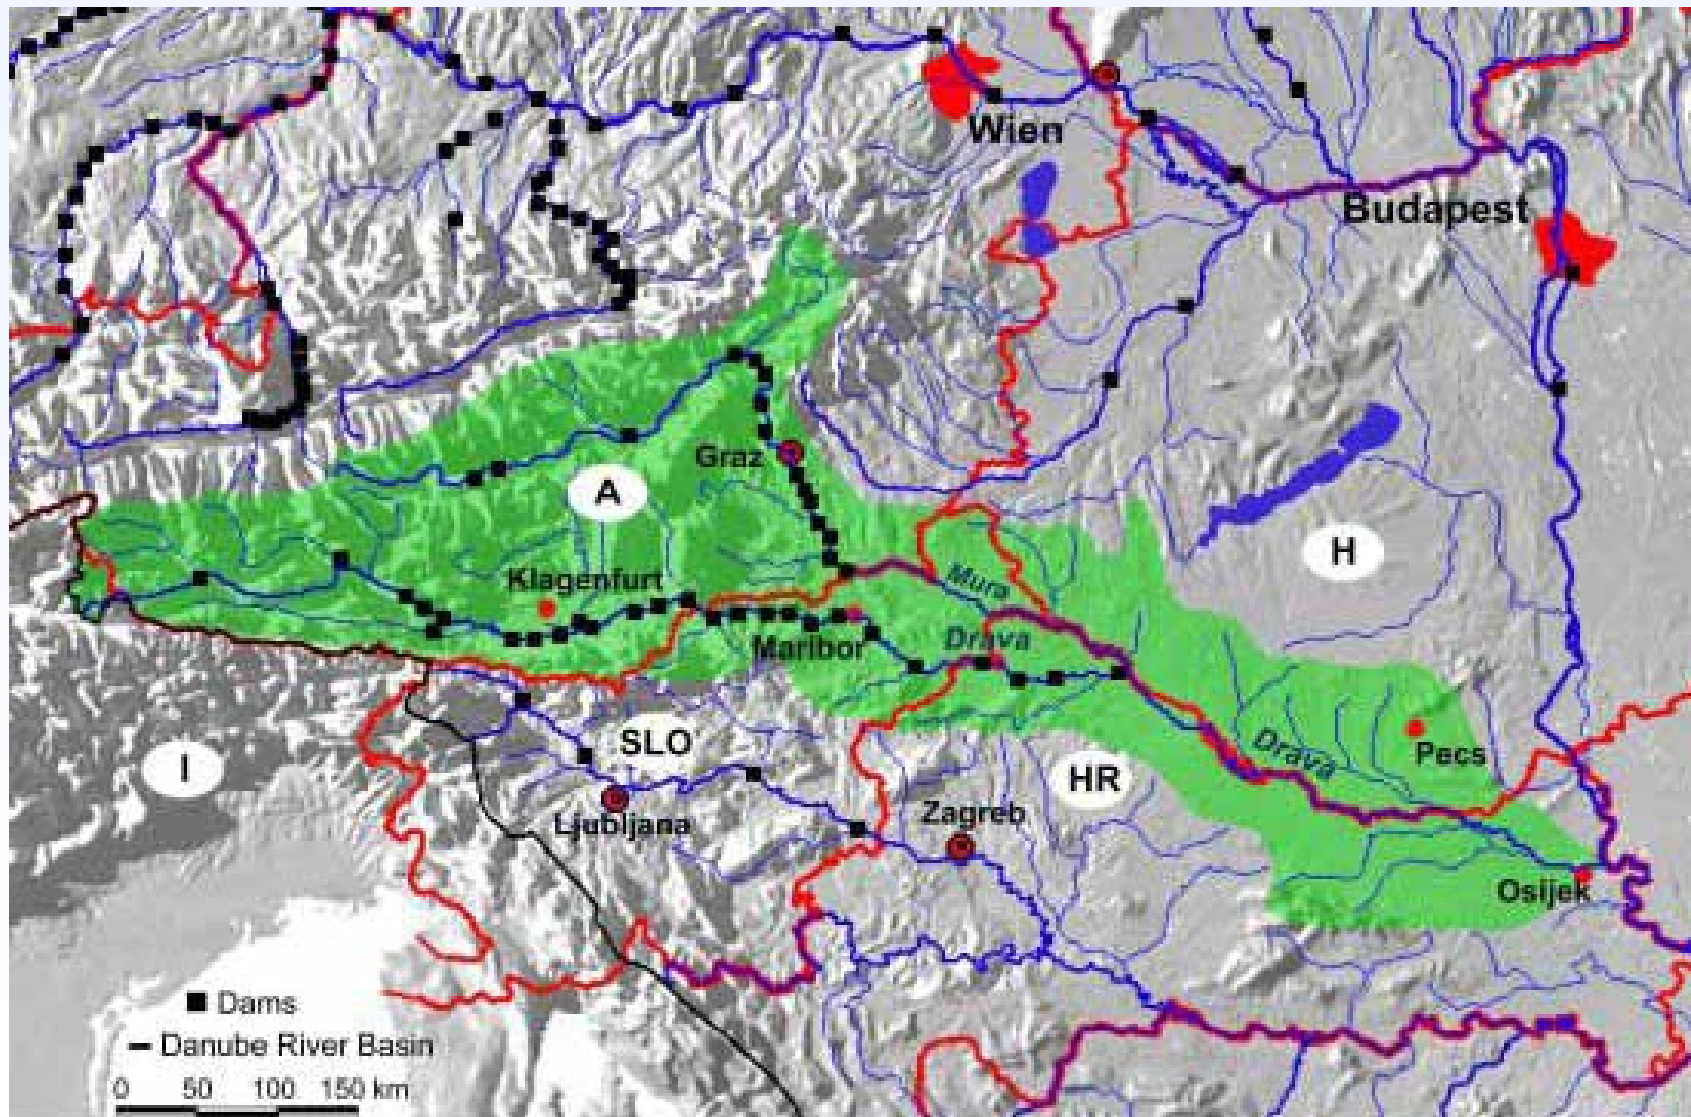 Wien
Budapest
Graz
A
H
Klagenfurt
Mura
Drava
Maribor
SLO
Pecs
Drava
I
HR
Zagreb
Ljubljana
Osijek
Dams
Danube River Basin
0 50 100 150 km